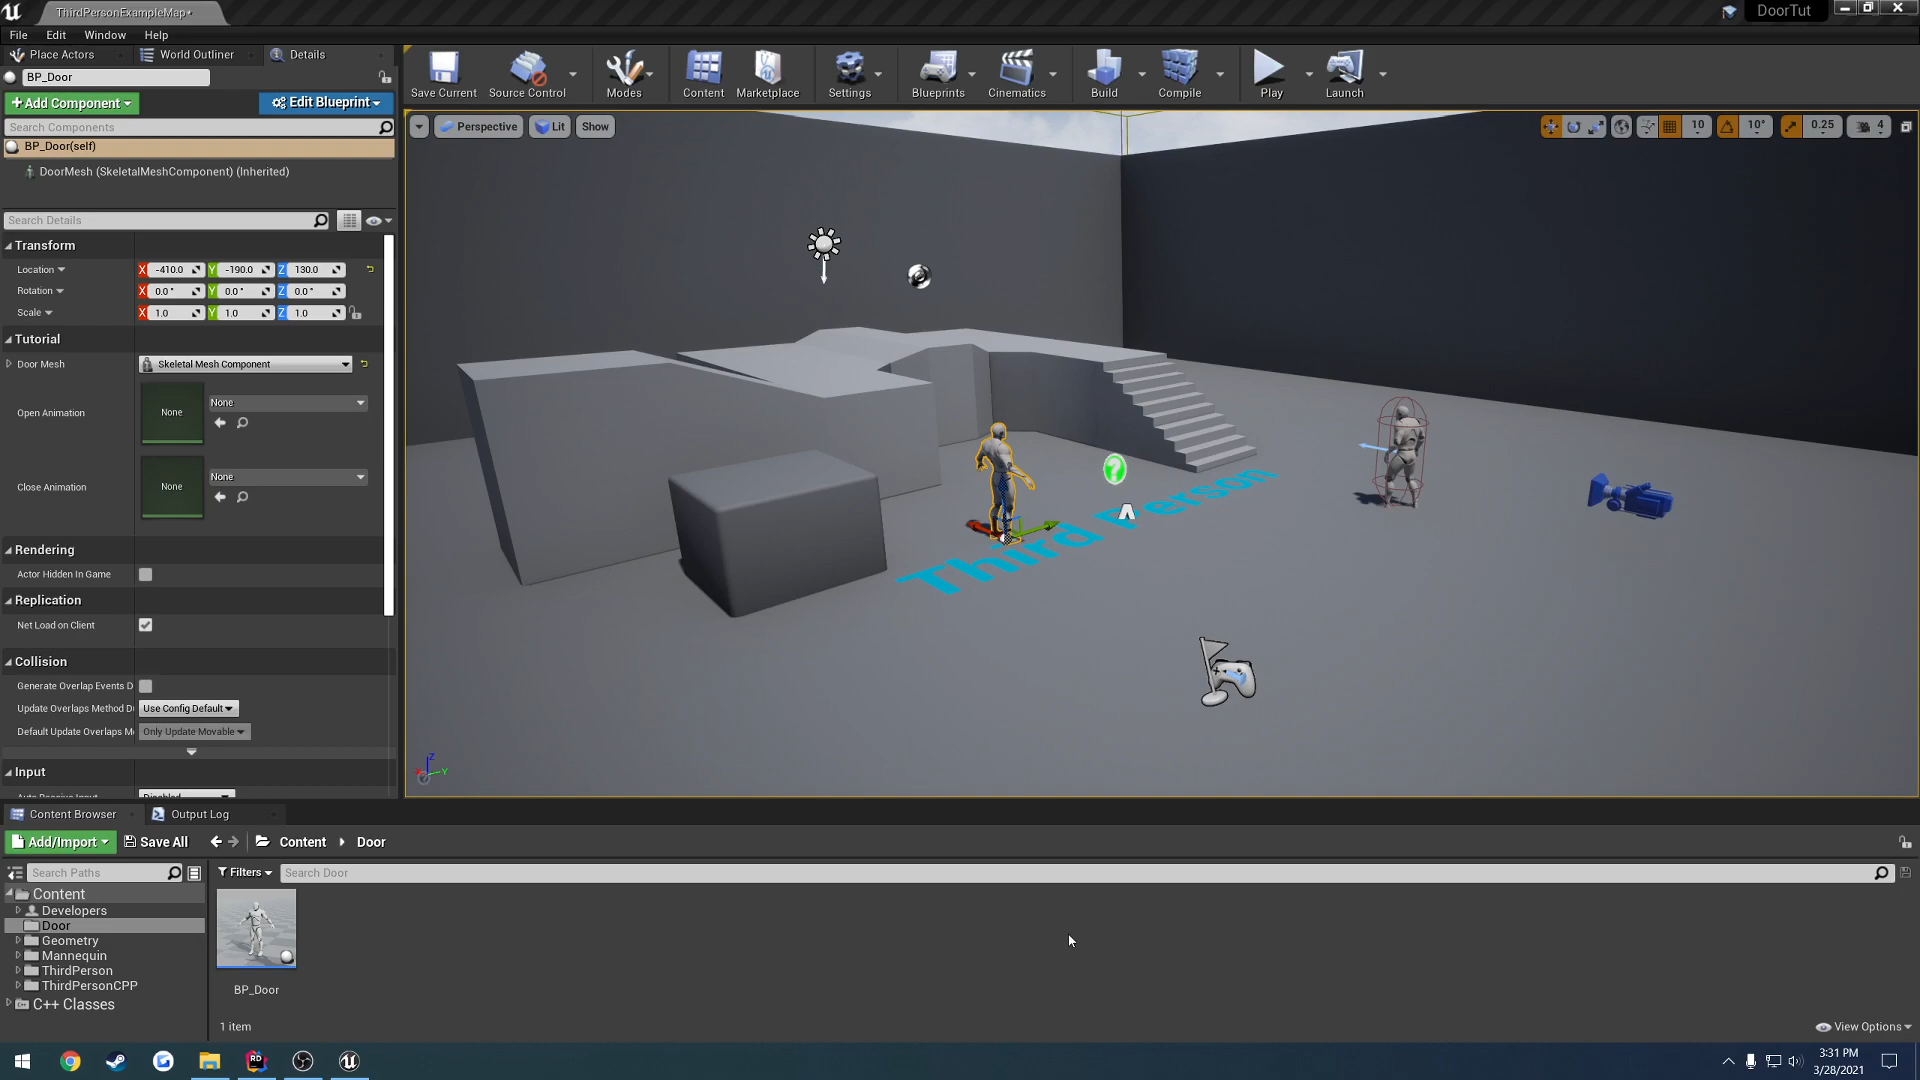 ThirdPersonExampleMap*
DoorTut
File Edit Window Help
Place Actors World Outliner Details
BP_Door
+Add Component Edit Blueprint
Search Components
BP_Door(self)
DoorMesh (SkeletalMeshComponent) (Inherited)
Search Details
Transform
Location X -410.0 Y -190.0 Z 130.0
Rotation X 0.0° Y 0.0° Z 0.0°
Scale X 1.0 Y 1.0 Z 1.0
Tutorial
Door Mesh Skeletal Mesh Component
Open Animation None None
Close Animation None None
Rendering
Actor Hidden In Game
Replication
Net Load on Client
Collision
Generate Overlap Events D
Update Overlaps Method D Use Config Default
Default Update Overlaps M Only Update Movable
Input
Save Current Source Control Modes Content Marketplace Settings Blueprints Cinematics Build Compile Play Launch
Perspective Lit Show
10 10° 0.25 4
Third Person
Z
X Y
Content Browser Output Log
Add/Import Save All Content Door
Search Paths
Filters Search Door
Content
Developers
Door
Geometry
Mannequin
ThirdPerson
ThirdPersonCPP
C++ Classes
BP_Door
1 item
View Options
RD
3:31 PM
3/28/2021